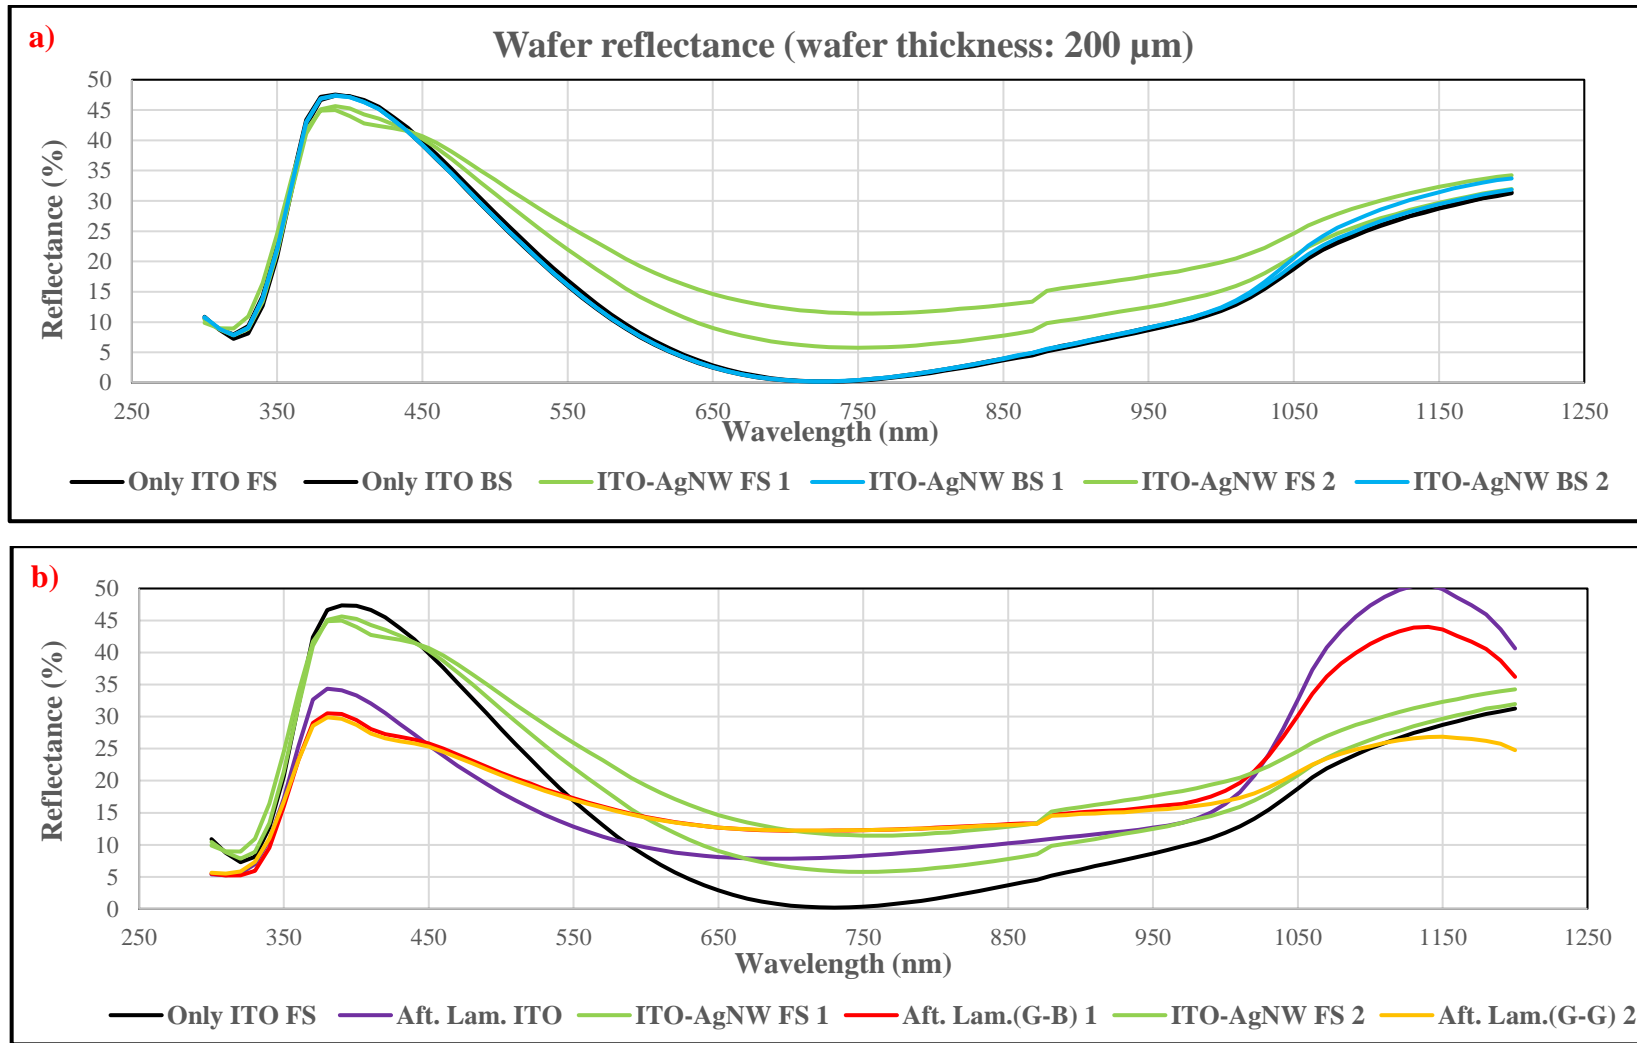 a)
Wafer reflectance (wafer thickness: 200 µm)
Reflectance (%)
50
45
40
35
30
25
20
15
10
5
0
250 350 450 550 650 750 850 950 1050 1150 1250
Wavelength (nm)
Only ITO FS Only ITO BS ITO-AgNW FS 1 ITO-AgNW BS 1 ITO-AgNW FS 2 ITO-AgNW BS 2
b)
Reflectance (%)
50
45
40
35
30
25
20
15
10
5
0
250 350 450 550 650 750 850 950 1050 1150 1250
Wavelength (nm)
Only ITO FS Aft. Lam. ITO ITO-AgNW FS 1 Aft. Lam.(G-B) 1 ITO-AgNW FS 2 Aft. Lam.(G-G) 2